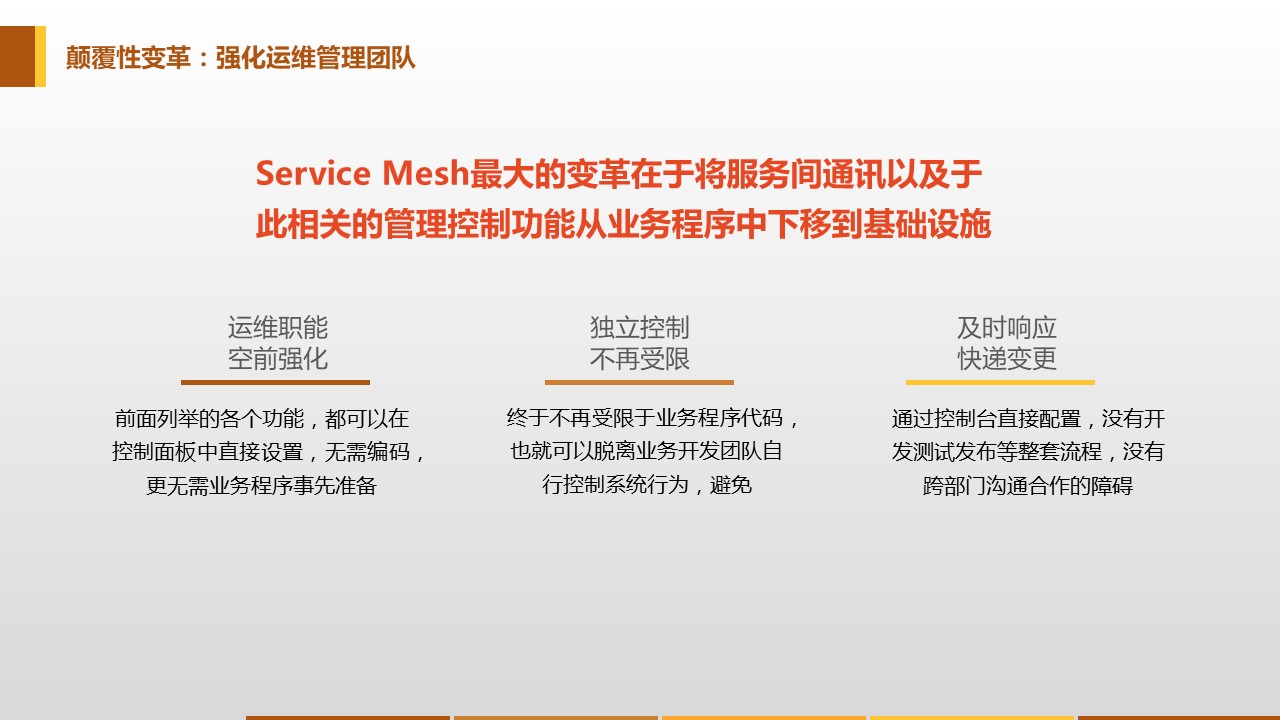 颠覆性变革：强化运维管理团队
Service Mesh最大的变革在于将服务间通讯以及于
此相关的管理控制功能从业务程序中下移到基础设施
运维职能
空前强化
前面列举的各个功能，都可以在
控制面板中直接设置，无需编码，
更无需业务程序事先准备
独立控制
不再受限
终于不再受限于业务程序代码，
也就可以脱离业务开发团队自
行控制系统行为，避免
及时响应
快递变更
通过控制台直接配置，没有开
发测试发布等整套流程，没有
跨部门沟通合作的障碍